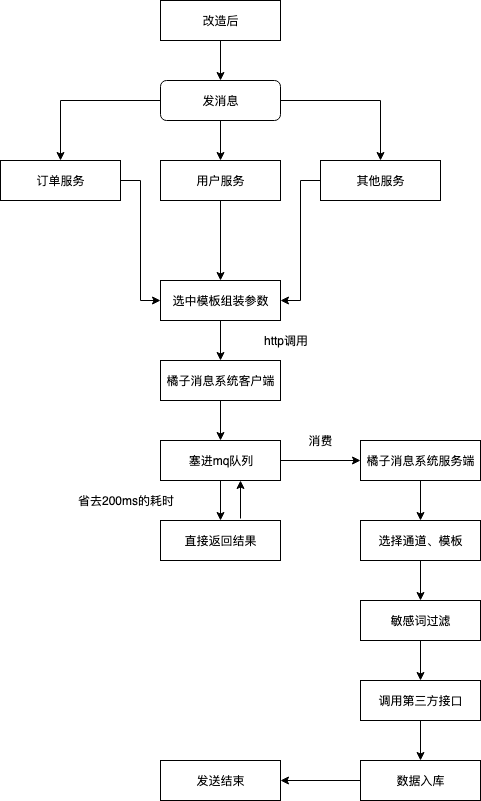 改造后
发消息
订单服务
用户服务
其他服务
选中模板组装参数
http调用
橘子消息系统客户端
消费
塞进mq队列
橘子消息系统服务端
省去200ms的耗时
直接返回结果
选择通道、模板
敏感词过滤
调用第三方接口
发送结束
数据入库